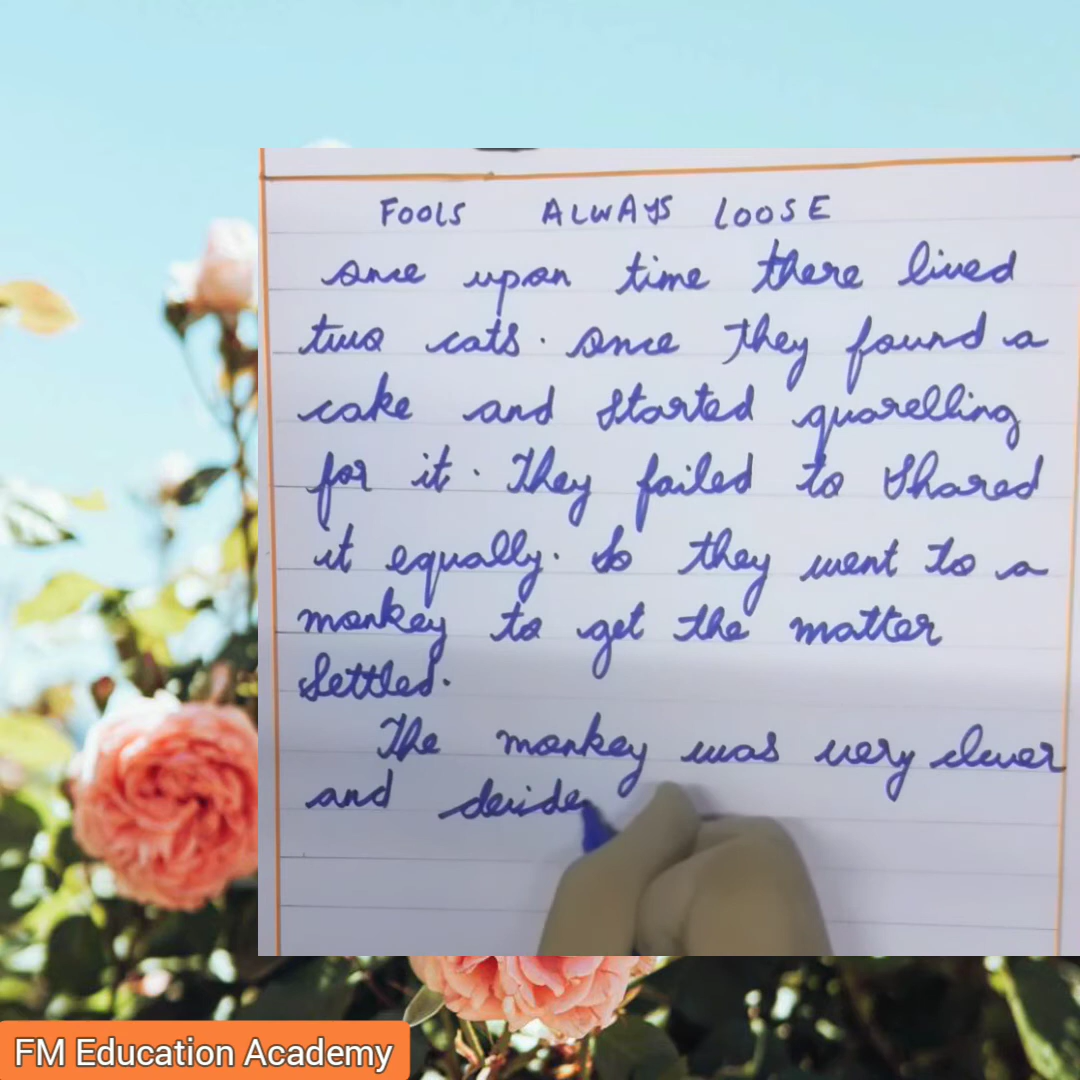 FOOLS ALWAYS LOOSE
once upon time there lived
two cats. once They found a
cake and started quarelling
for it. They failed to shared
it equally. So they went to a
monkey to get the matter
settled.
The monkey was very clever
and decide
FM Education Academy